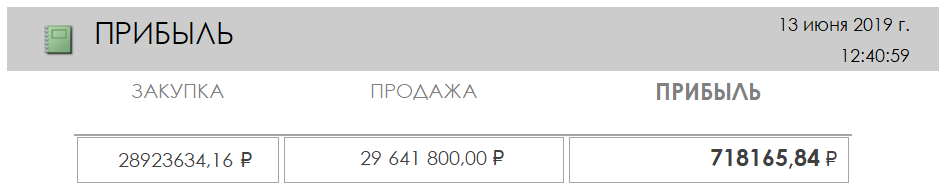 ПРИБЫЛЬ
13 июня 2019 г.
12:40:59
ЗАКУПКА ПРОДАЖА ПРИБЫЛЬ
28923634,16 ₽ 29 641 800,00 ₽ 718165,84 ₽